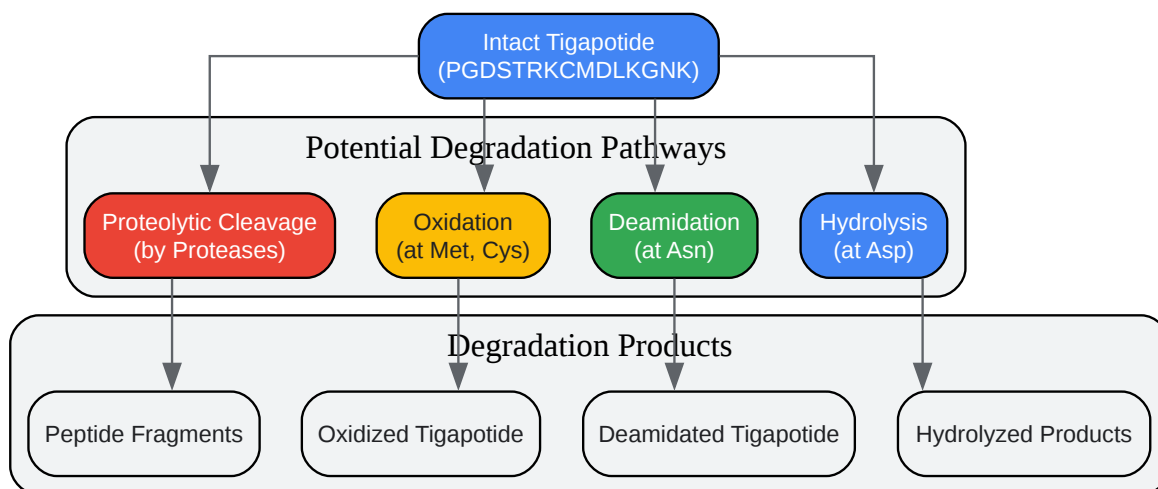 Intact Tigapotide
(PGDSTRKCMDLKGNK)
Potential Degradation Pathways
Proteolytic Cleavage
(by Proteases)
Oxidation
(at Met, Cys)
Deamidation
(at Asn)
Hydrolysis
(at Asp)
Degradation Products
Peptide Fragments
Oxidized Tigapotide
Deamidated Tigapotide
Hydrolyzed Products